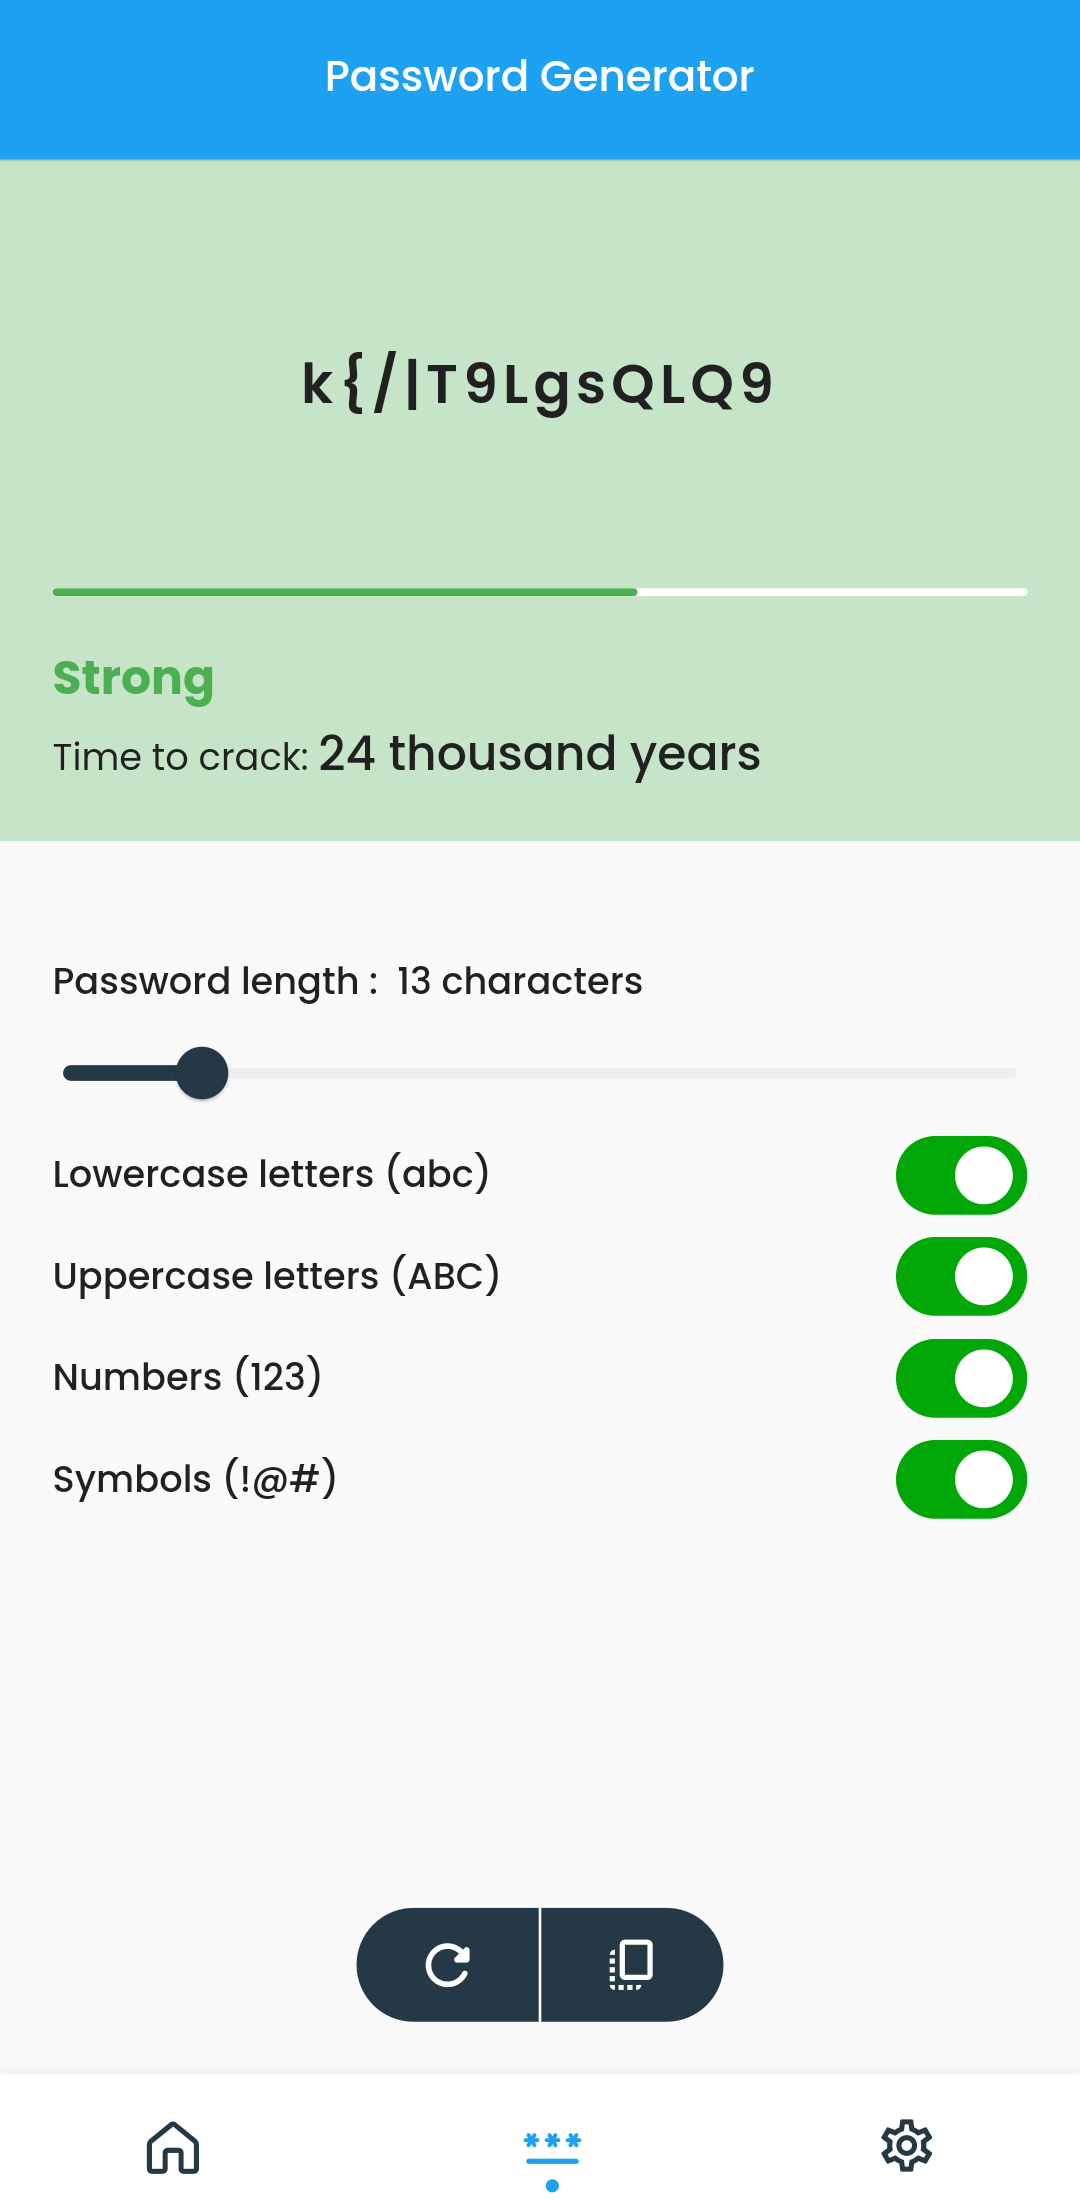 Password Generator
k{/|T9LgsQLQ9
Strong
Time to crack: 24 thousand years
Password length : 13 characters
Lowercase letters (abc)
Uppercase letters (ABC)
Numbers (123)
Symbols (!@#)